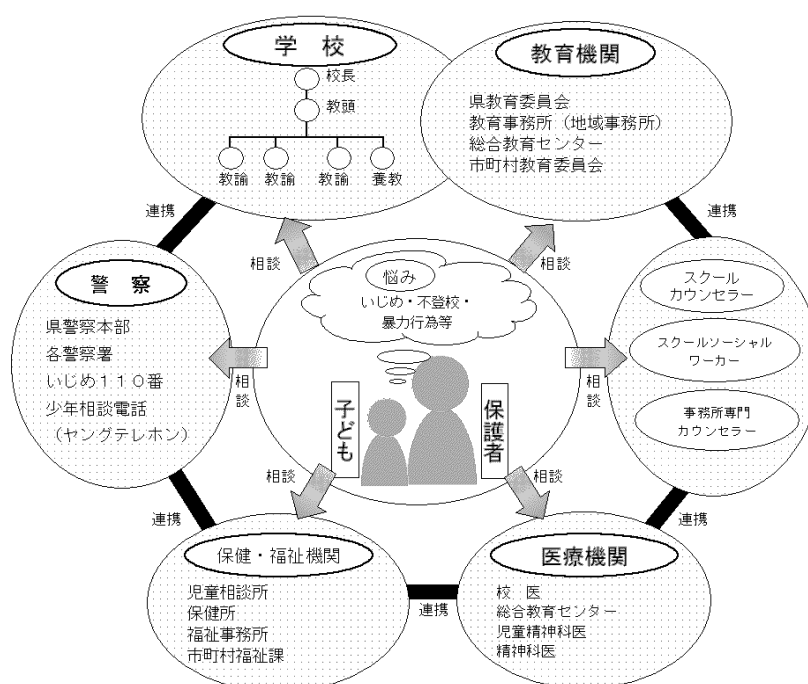 学　校
校長
教頭
教諭
教諭
教諭
養教
教育機関
県教育委員会
教育事務所（地域事務所）
総合教育センター
市町村教育委員会
連携
連携
相談
相談
悩み
いじめ・不登校・
暴力行為等
警　察
県警察本部
各警察署
いじめ１１０番
少年相談電話
（ヤングテレホン）
相談
子ども
保護者
相談
スクール
カウンセラー
スクールソーシャル
ワーカー
事務所専門
カウンセラー
相談
相談
連携
連携
保健・福祉機関
児童相談所
保健所
福祉事務所
市町村福祉課
連携
医療機関
校　医
総合教育センター
児童精神科医
精神科医